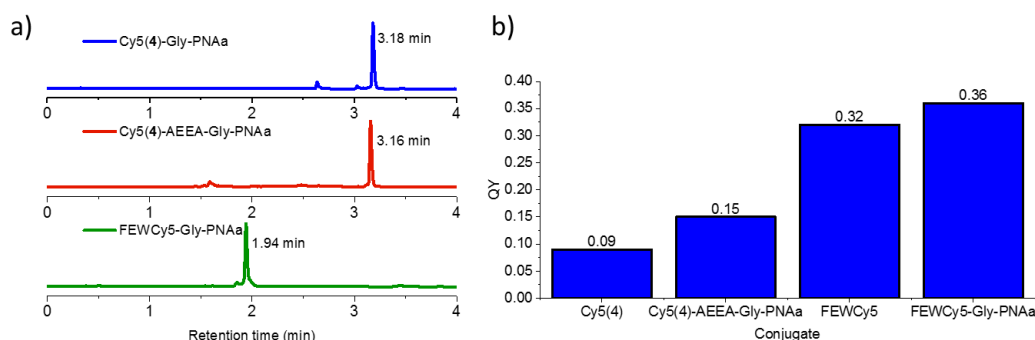 a)
Cy5(4)-Gly-PNAa
3.18 min
0 1 2 3 4
Cy5(4)-AEEA-Gly-PNAa
3.16 min
0 1 2 3 4
FEWCy5-Gly-PNAa
1.94 min
0 1 2 3 4
Retention time (min)
b)
0.40
0.35
0.30
0.25
0.20
0.15
0.10
0.05
0.00
QY
0.09
0.15
0.32
0.36
Cy5(4) Cy5(4)-AEEA-Gly-PNAa FEWCy5 FEWCy5-Gly-PNAa
Conjugate